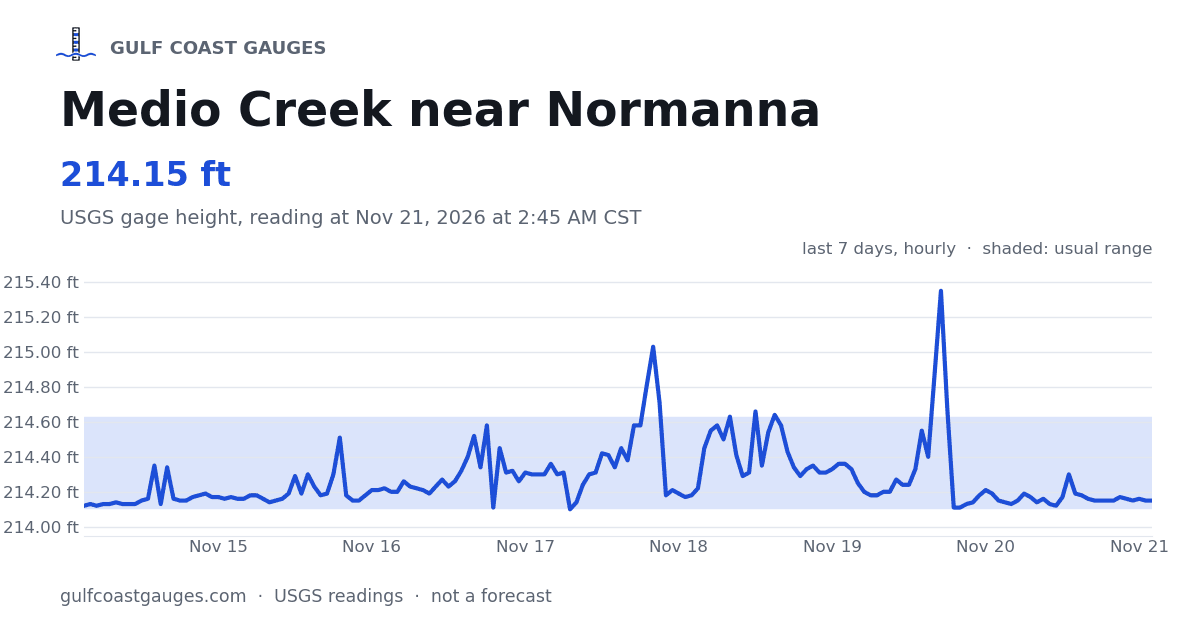 GULF COAST GAUGES
Medio Creek near Normanna
214.15 ft
USGS gage height, reading at Nov 21, 2026 at 2:45 AM CST
last 7 days, hourly · shaded: usual range
215.40 ft
215.20 ft
215.00 ft
214.80 ft
214.60 ft
214.40 ft
214.20 ft
214.00 ft
Nov 15 Nov 16 Nov 17 Nov 18 Nov 19 Nov 20 Nov 21
gulfcoastgauges.com · USGS readings · not a forecast